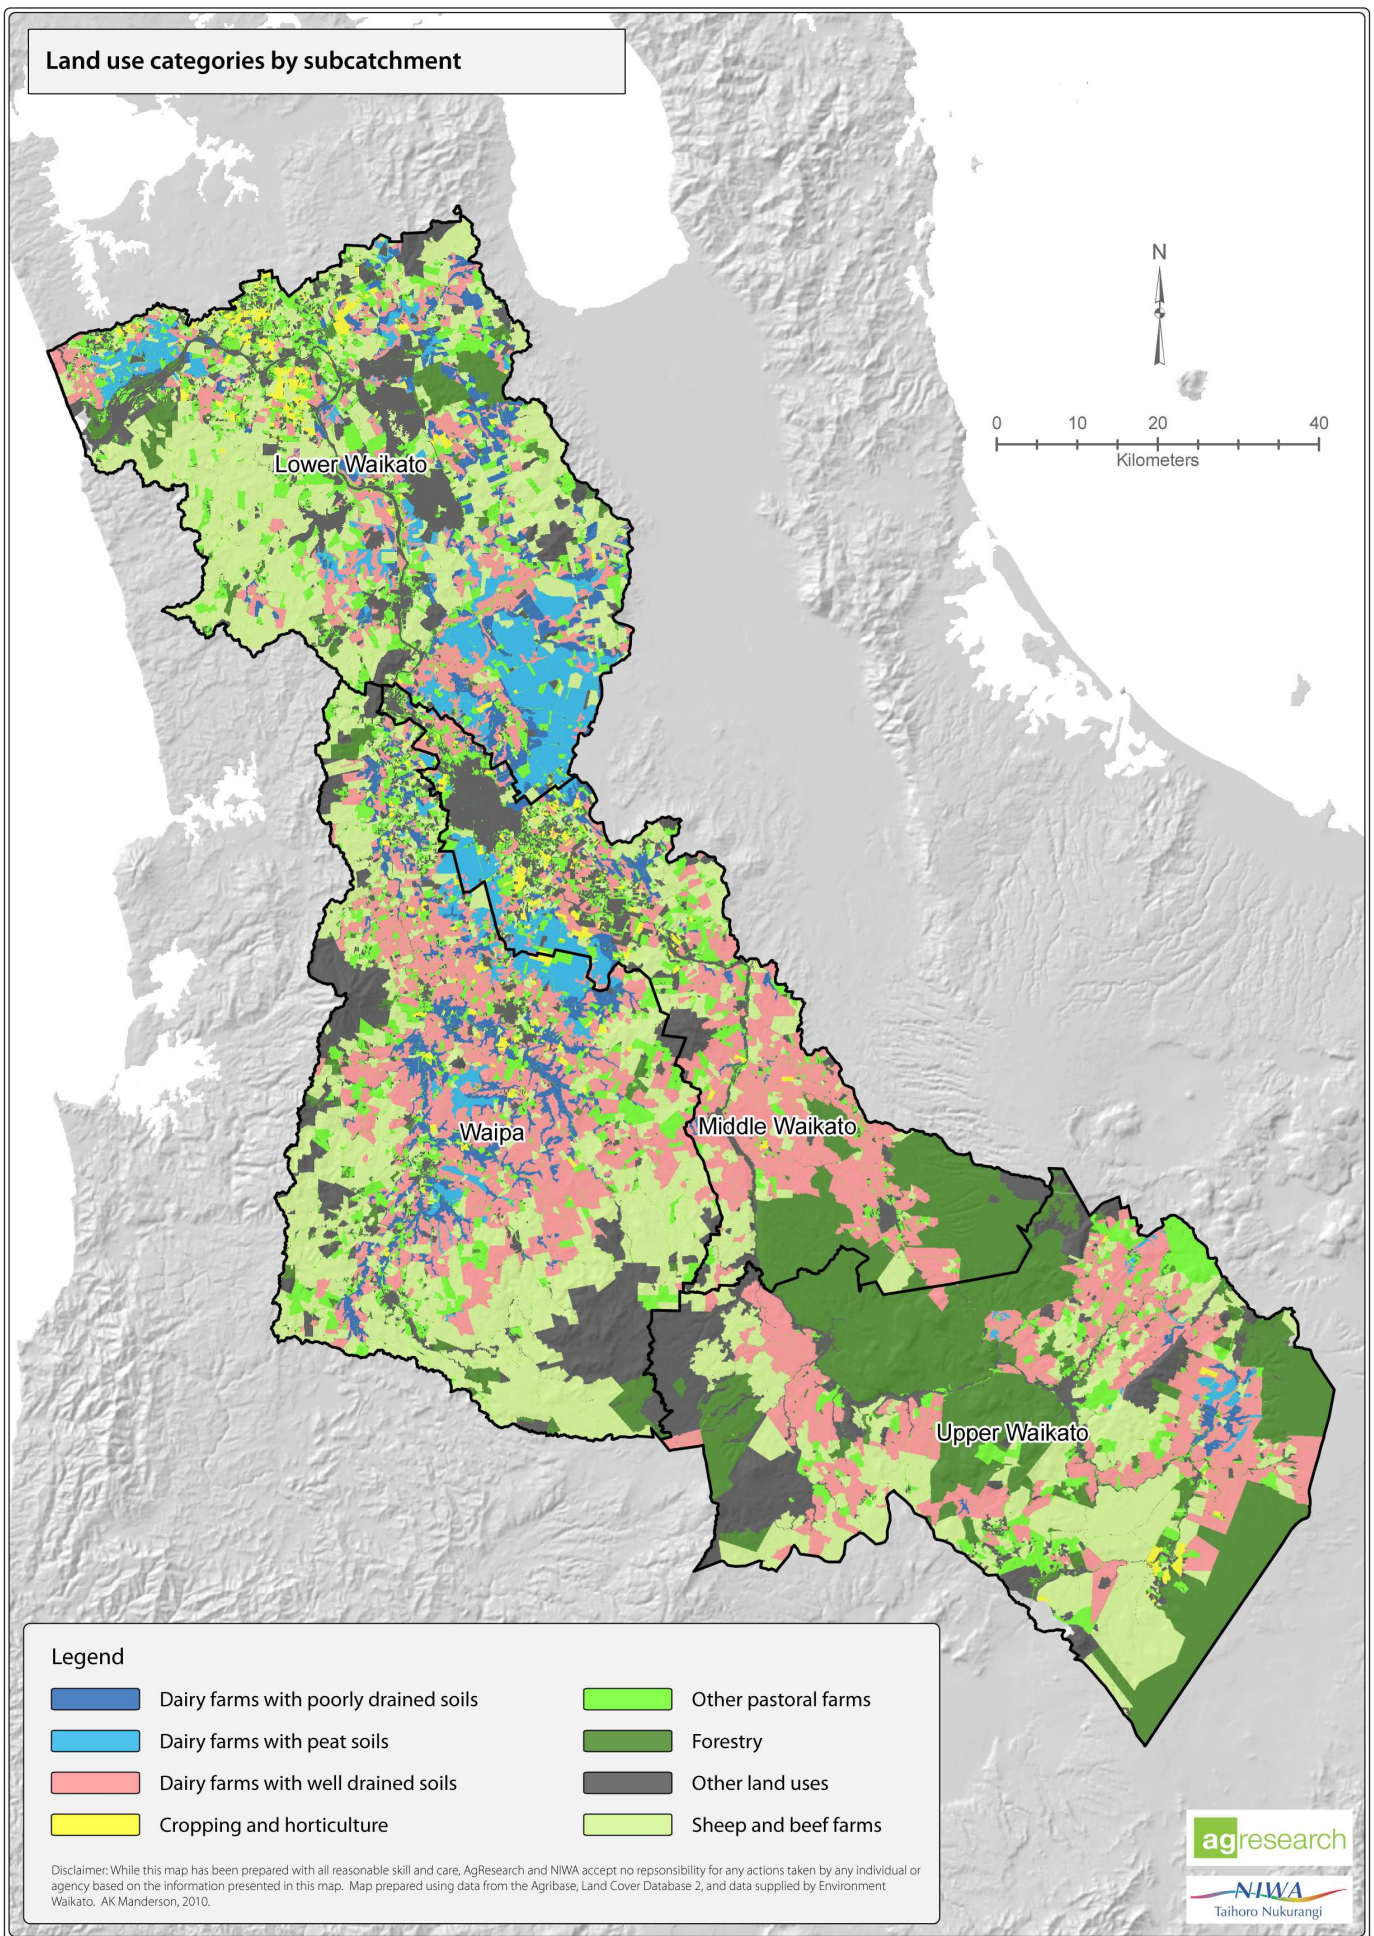 Land use categories by subcatchment
N
0 10 20 40
Kilometers
Lower Waikato
Waipa
Middle Waikato
Upper Waikato
Legend
Dairy farms with poorly drained soils
Dairy farms with peat soils
Dairy farms with well drained soils
Cropping and horticulture
Other pastoral farms
Forestry
Other land uses
Sheep and beef farms
Disclaimer: While this map has been prepared with all reasonable skill and care, AgResearch and NIWA accept no repsonsibility for any actions taken by any individual or
agency based on the information presented in this map. Map prepared using data from the Agribase, Land Cover Database 2, and data supplied by Environment
Waikato. AK Manderson, 2010.
agresearch
NIWA
Taihoro Nukurangi